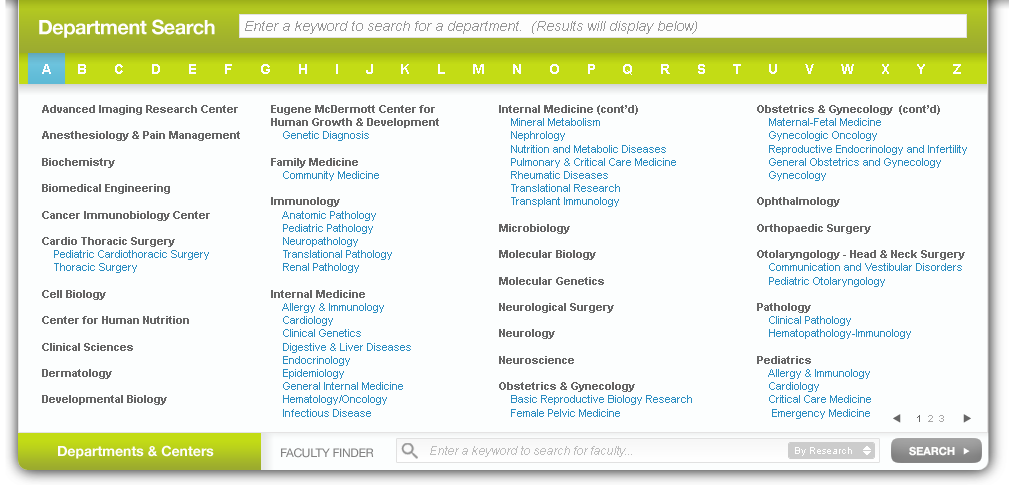 Department Search
Enter a keyword to search for a department.  (Results will display below)
A B C D E F G H I J K L M N O P Q R S T U V W X Y Z
Advanced Imaging Research Center
Anesthesiology & Pain Management
Biochemistry
Biomedical Engineering
Cancer Immunobiology Center
Cardio Thoracic Surgery
Pediatric Cardiothoracic Surgery
Thoracic Surgery
Cell Biology
Center for Human Nutrition
Clinical Sciences
Dermatology
Developmental Biology
Eugene McDermott Center for
Human Growth & Development
Genetic Diagnosis
Family Medicine
Community Medicine
Immunology
Anatomic Pathology
Pediatric Pathology
Neuropathology
Translational Pathology
Renal Pathology
Internal Medicine
Allergy & Immunology
Cardiology
Clinical Genetics
Digestive & Liver Diseases
Endocrinology
Epidemiology
General Internal Medicine
Hematology/Oncology
Infectious Disease
Internal Medicine (cont'd)
Mineral Metabolism
Nephrology
Nutrition and Metabolic Diseases
Pulmonary & Critical Care Medicine
Rheumatic Diseases
Translational Research
Transplant Immunology
Microbiology
Molecular Biology
Molecular Genetics
Neurological Surgery
Neurology
Neuroscience
Obstetrics & Gynecology
Basic Reproductive Biology Research
Female Pelvic Medicine
Obstetrics & Gynecology  (cont'd)
Maternal-Fetal Medicine
Gynecologic Oncology
Reproductive Endocrinology and Infertility
General Obstetrics and Gynecology
Gynecology
Ophthalmology
Orthopaedic Surgery
Otolaryngology - Head & Neck Surgery
Communication and Vestibular Disorders
Pediatric Otolaryngology
Pathology
Clinical Pathology
Hematopathology-Immunology
Pediatrics
Allergy & Immunology
Cardiology
Critical Care Medicine
Emergency Medicine
1 2 3
Departments & Centers
FACULTY FINDER
Enter a keyword to search for faculty...
By Research
SEARCH